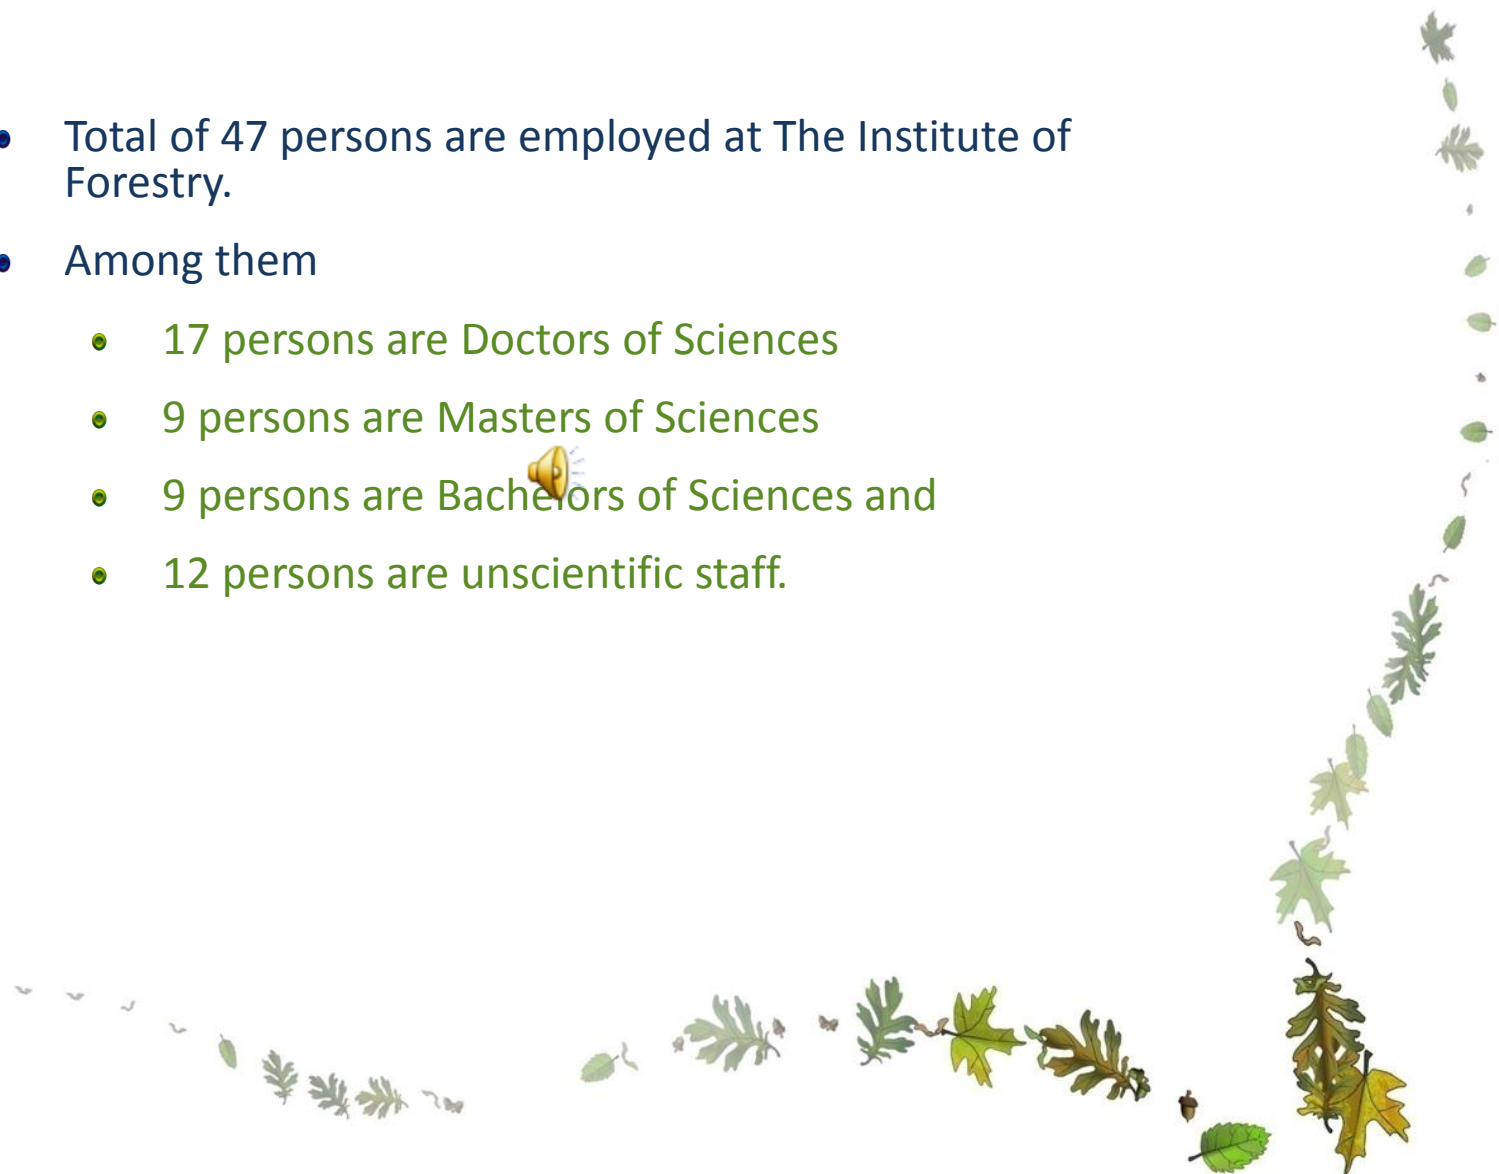 Total of 47 persons are employed at The Institute of
Forestry.
Among them
17 persons are Doctors of Sciences
9 persons are Masters of Sciences
9 persons are Bachelors of Sciences and
12 persons are unscientific staff.